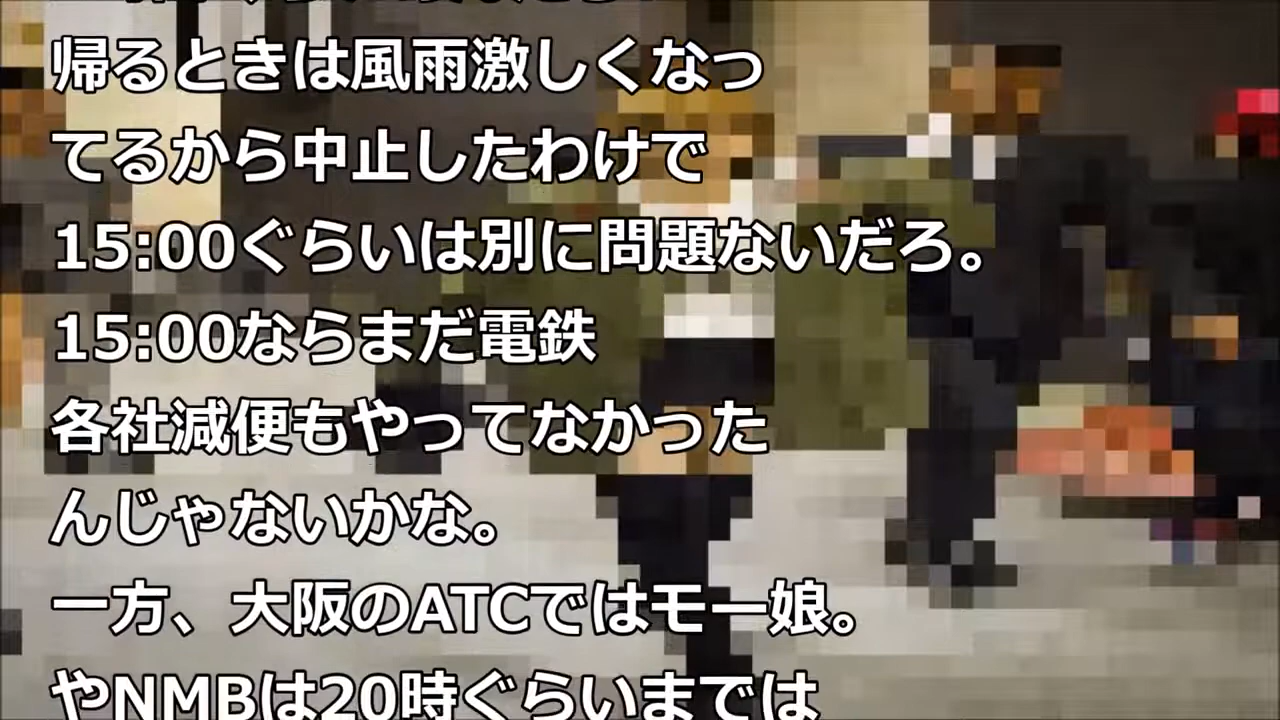 帰るときは風雨激しくなっ
てるから中止したわけで
15:00ぐらいは別に問題ないだろ。
15:00ならまだ電鉄
各社減便もやってなかった
んじゃないかな。
一方、大阪のATCではモー娘。
やNMBは20時ぐらいまでは